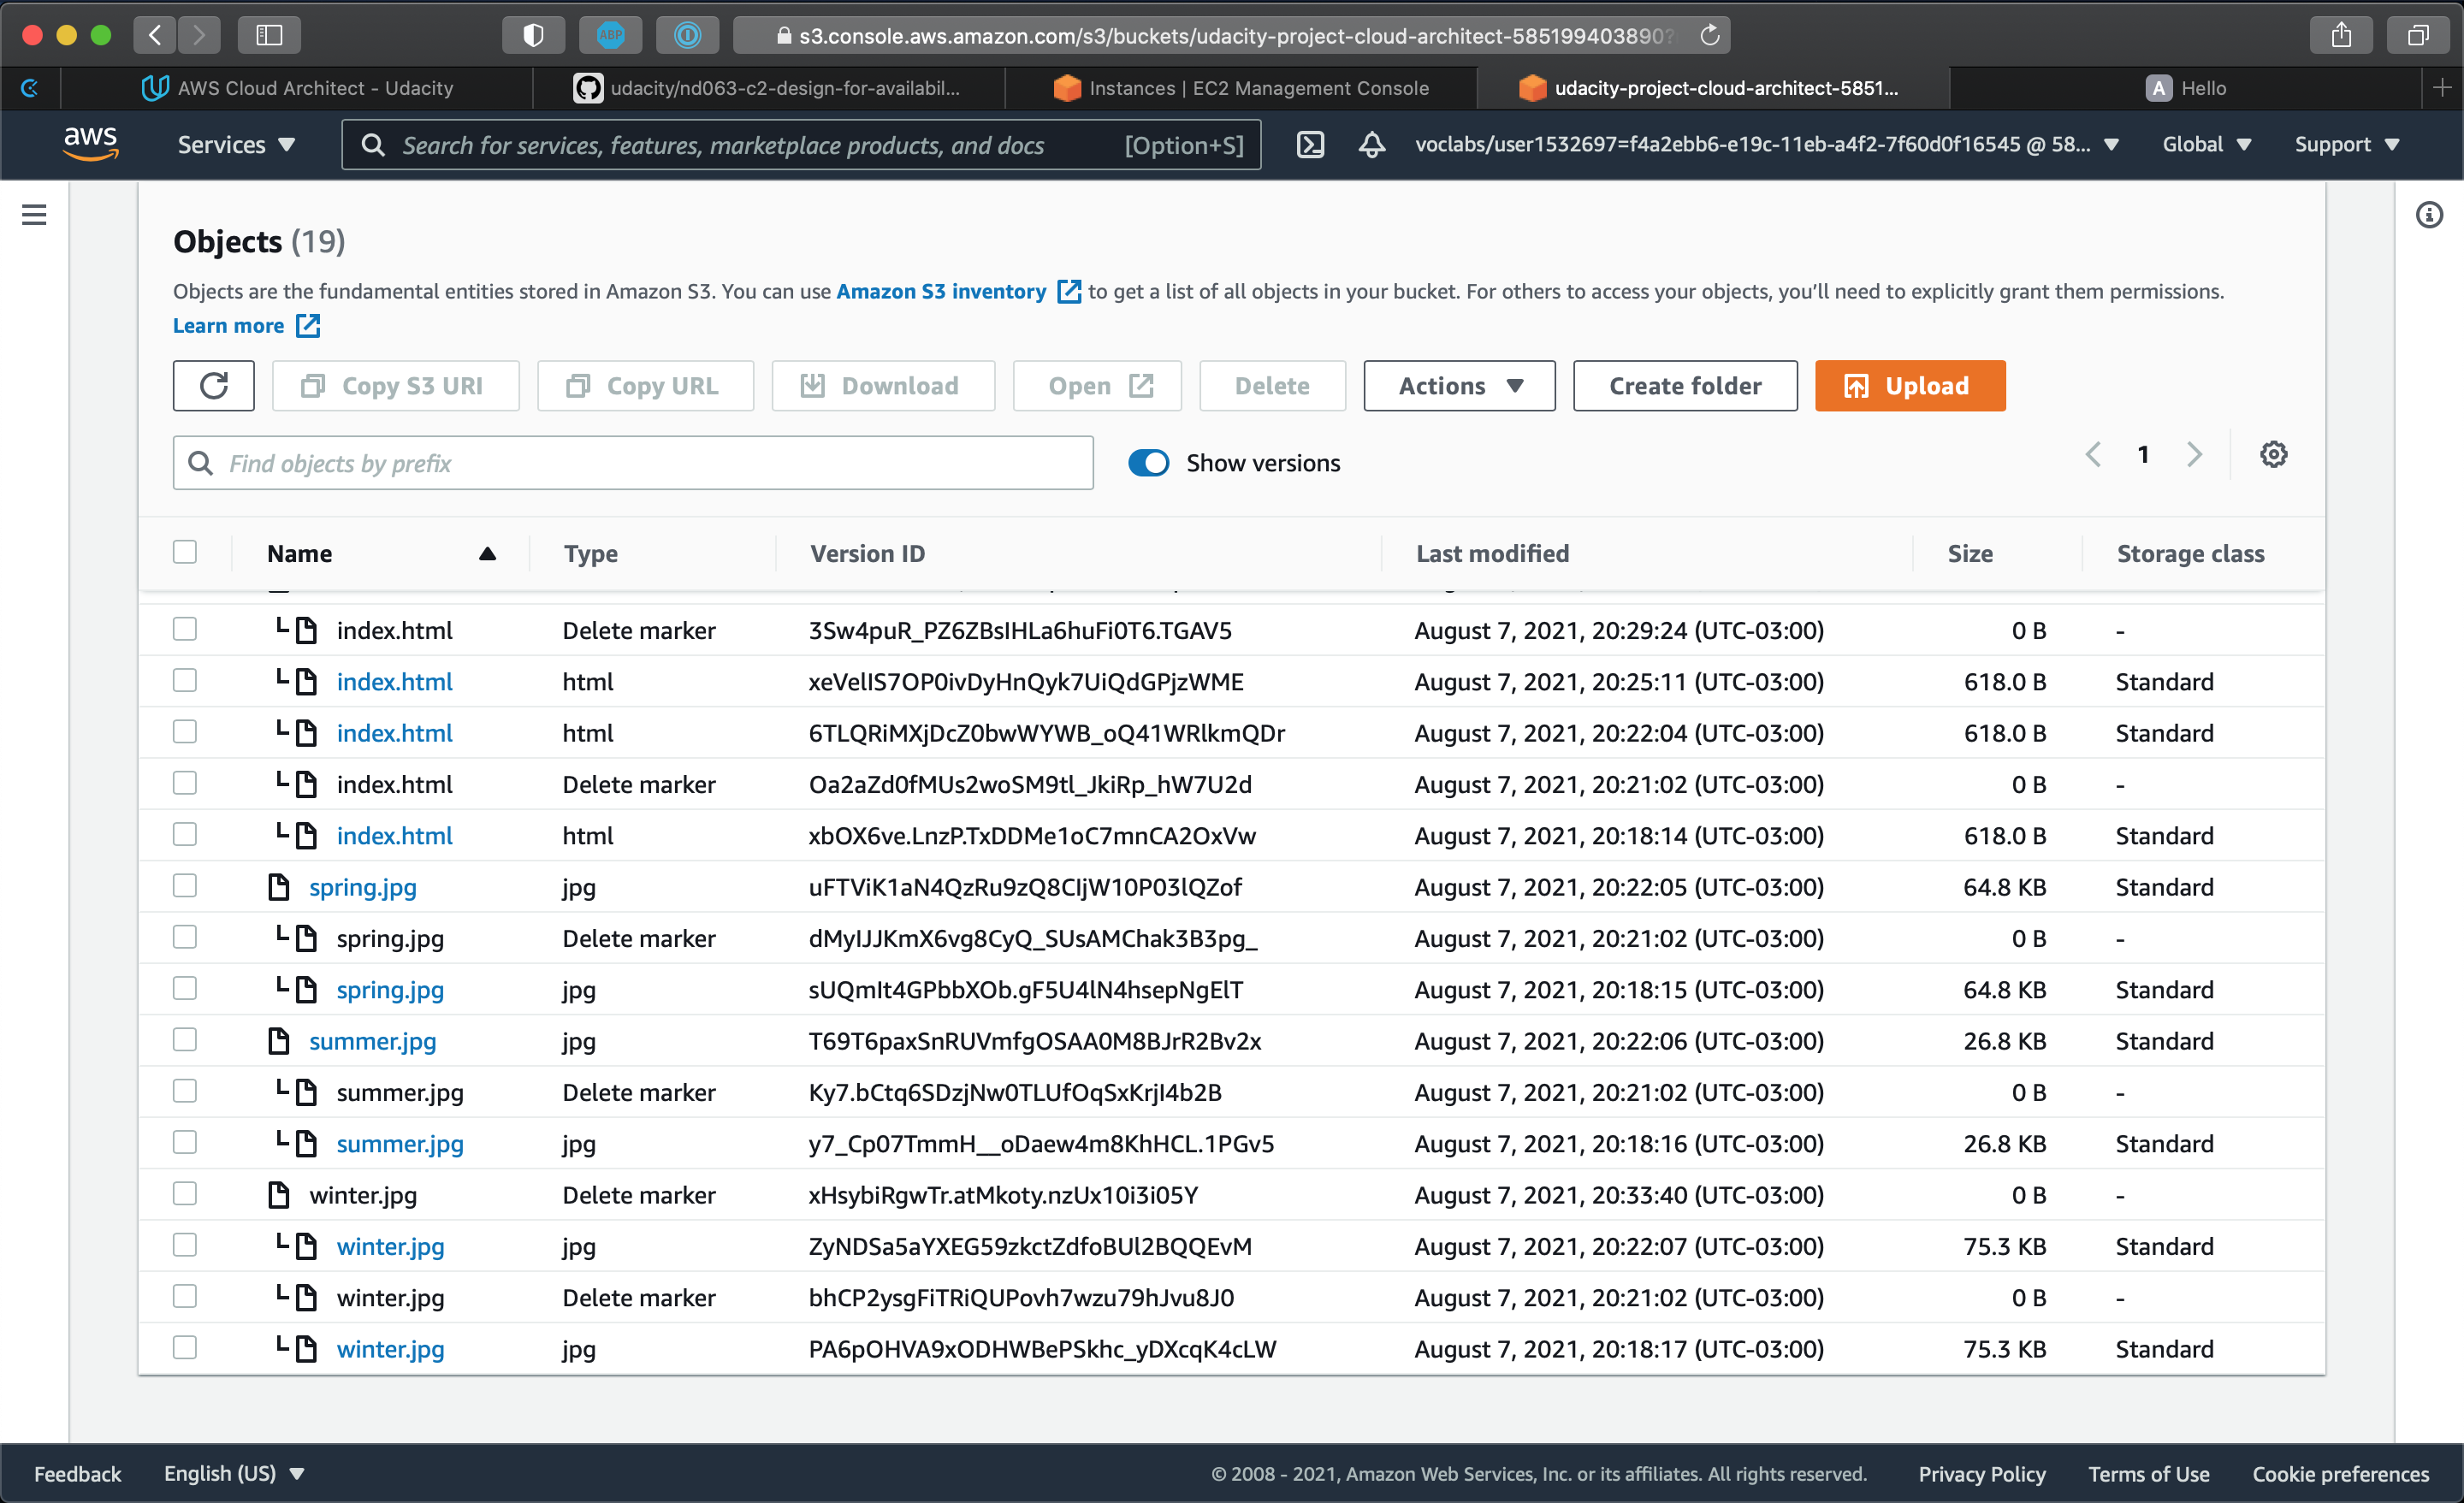 s3.console.aws.amazon.com/s3/buckets/udacity-project-cloud-architect-585199403890?
AWS Cloud Architect - Udacity
udacity/nd063-c2-design-for-availabil...
Instances | EC2 Management Console
udacity-project-cloud-architect-5851...
A Hello
aws Services Search for services, features, marketplace products, and docs [Option+S] voclabs/user1532697=f4a2ebb6-e19c-11eb-a4f2-7f60d0f16545 @ 58... Global Support
Objects (19)
Objects are the fundamental entities stored in Amazon S3. You can use Amazon S3 inventory to get a list of all objects in your bucket. For others to access your objects, you'll need to explicitly grant them permissions.
Learn more
Copy S3 URI Copy URL Download Open Delete Actions Create folder Upload
Find objects by prefix Show versions 1
Name Type Version ID Last modified Size Storage class
index.html Delete marker 3Sw4puR_PZ6ZBsIHLa6huFi0T6.TGAV5 August 7, 2021, 20:29:24 (UTC-03:00) 0 B -
index.html html xeVelIS7OP0ivDyHnQyk7UiQdGPjzWME August 7, 2021, 20:25:11 (UTC-03:00) 618.0 B Standard
index.html html 6TLQRiMXjDcZ0bwWYWB_oQ41WRlkmQDr August 7, 2021, 20:22:04 (UTC-03:00) 618.0 B Standard
index.html Delete marker Oa2aZd0fMUs2woSM9tl_JkiRp_hW7U2d August 7, 2021, 20:21:02 (UTC-03:00) 0 B -
index.html html xbOX6ve.LnzP.TxDDMe1oC7mnCA2OxVw August 7, 2021, 20:18:14 (UTC-03:00) 618.0 B Standard
spring.jpg jpg uFTViK1aN4QzRu9zQ8CIjW10P03lQZof August 7, 2021, 20:22:05 (UTC-03:00) 64.8 KB Standard
spring.jpg Delete marker dMyIJJKmX6vg8CyQ_SUsAMChak3B3pg_ August 7, 2021, 20:21:02 (UTC-03:00) 0 B -
spring.jpg jpg sUQmIt4GPbbXOb.gF5U4lN4hsepNgElT August 7, 2021, 20:18:15 (UTC-03:00) 64.8 KB Standard
summer.jpg jpg T69T6paxSnRUVmfgOSAA0M8BJrR2Bv2x August 7, 2021, 20:22:06 (UTC-03:00) 26.8 KB Standard
summer.jpg Delete marker Ky7.bCtq6SDzjNw0TLUfOqSxKrjI4b2B August 7, 2021, 20:21:02 (UTC-03:00) 0 B -
summer.jpg jpg y7_Cp07TmmH__oDaew4m8KhHCL.1PGv5 August 7, 2021, 20:18:16 (UTC-03:00) 26.8 KB Standard
winter.jpg Delete marker xHsybiRgwTr.atMkoty.nzUx10i3i05Y August 7, 2021, 20:33:40 (UTC-03:00) 0 B -
winter.jpg jpg ZyNDSa5aYXEG59zkctZdfoBUl2BQQEvM August 7, 2021, 20:22:07 (UTC-03:00) 75.3 KB Standard
winter.jpg Delete marker bhCP2ysgFiTRiQUPovh7wzu79hJvu8J0 August 7, 2021, 20:21:02 (UTC-03:00) 0 B -
winter.jpg jpg PA6pOHVA9xODHWBePSkhc_yDXcqK4cLW August 7, 2021, 20:18:17 (UTC-03:00) 75.3 KB Standard
Feedback English (US) © 2008 - 2021, Amazon Web Services, Inc. or its affiliates. All rights reserved. Privacy Policy Terms of Use Cookie preferences